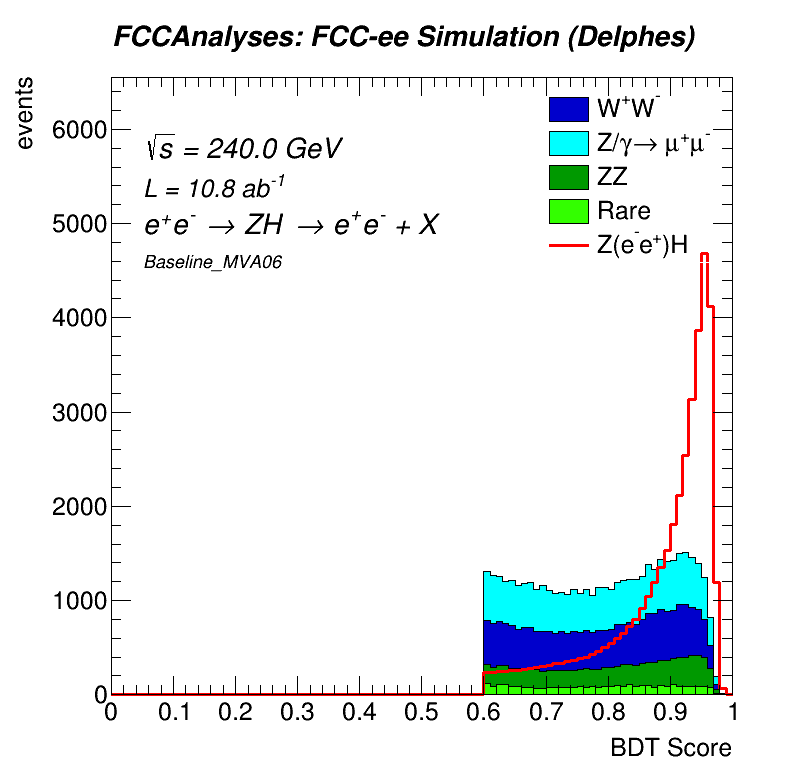 FCCAnalyses: FCC-ee Simulation (Delphes)
events
6000
5000
4000
3000
2000
1000
0
√s = 240.0 GeV
L = 10.8 ab⁻¹
e⁺e⁻ → ZH → e⁺e⁻ + X
Baseline_MVA06
W⁺W⁻
Z/γ→ μ⁺μ⁻
ZZ
Rare
Z(e⁻e⁺)H
0 0.1 0.2 0.3 0.4 0.5 0.6 0.7 0.8 0.9 1
BDT Score